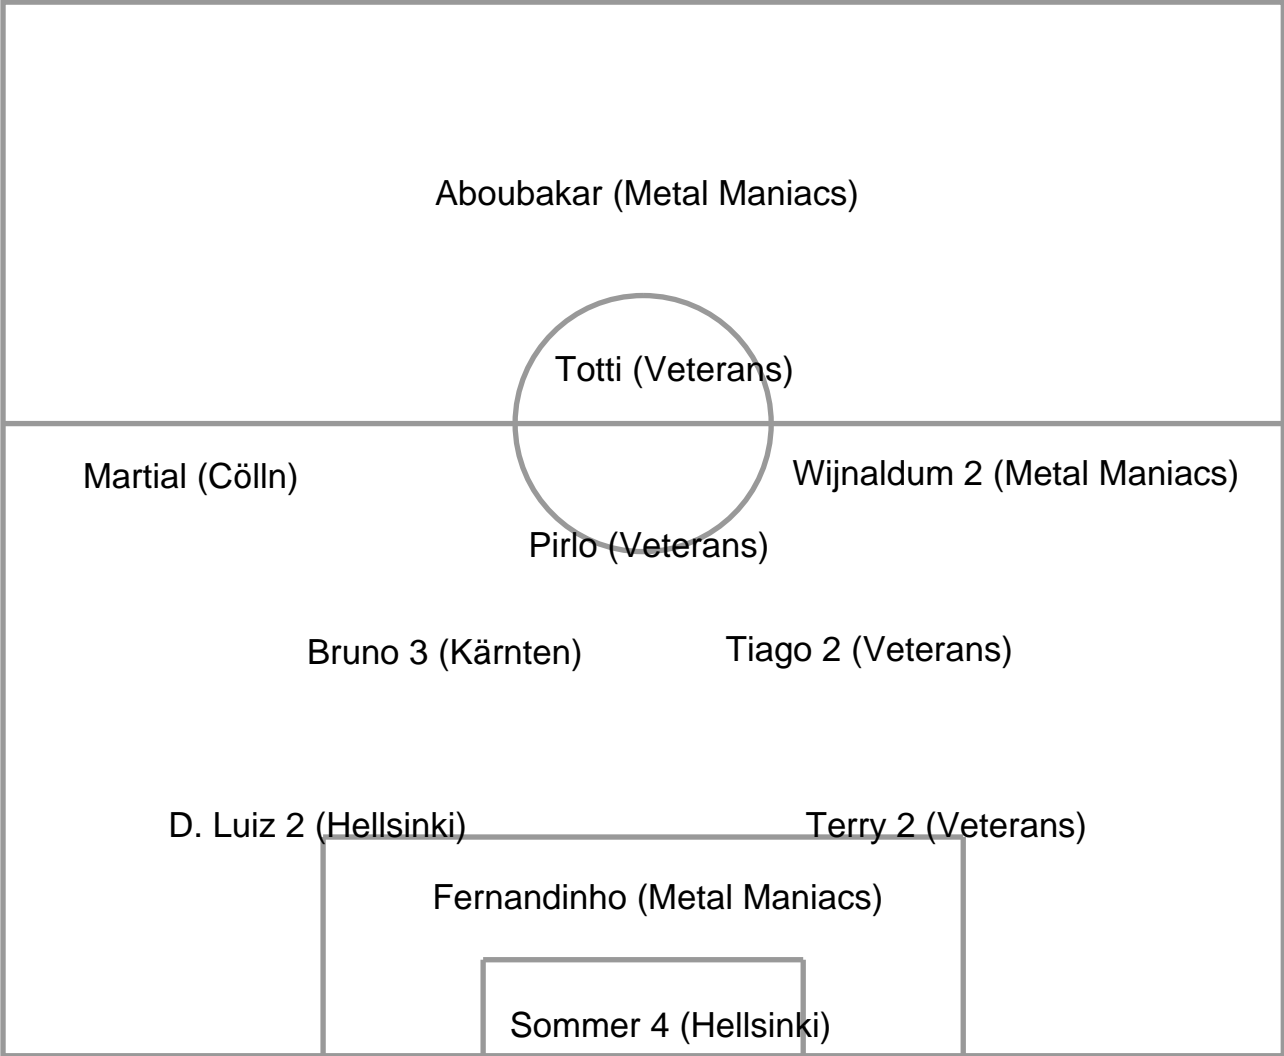 Aboubakar (Metal Maniacs)
Totti (Veterans)
Martial (Cölln)
Wijnaldum 2 (Metal Maniacs)
Pirlo (Veterans)
Bruno 3 (Kärnten)
Tiago 2 (Veterans)
D. Luiz 2 (Hellsinki)
Terry 2 (Veterans)
Fernandinho (Metal Maniacs)
Sommer 4 (Hellsinki)